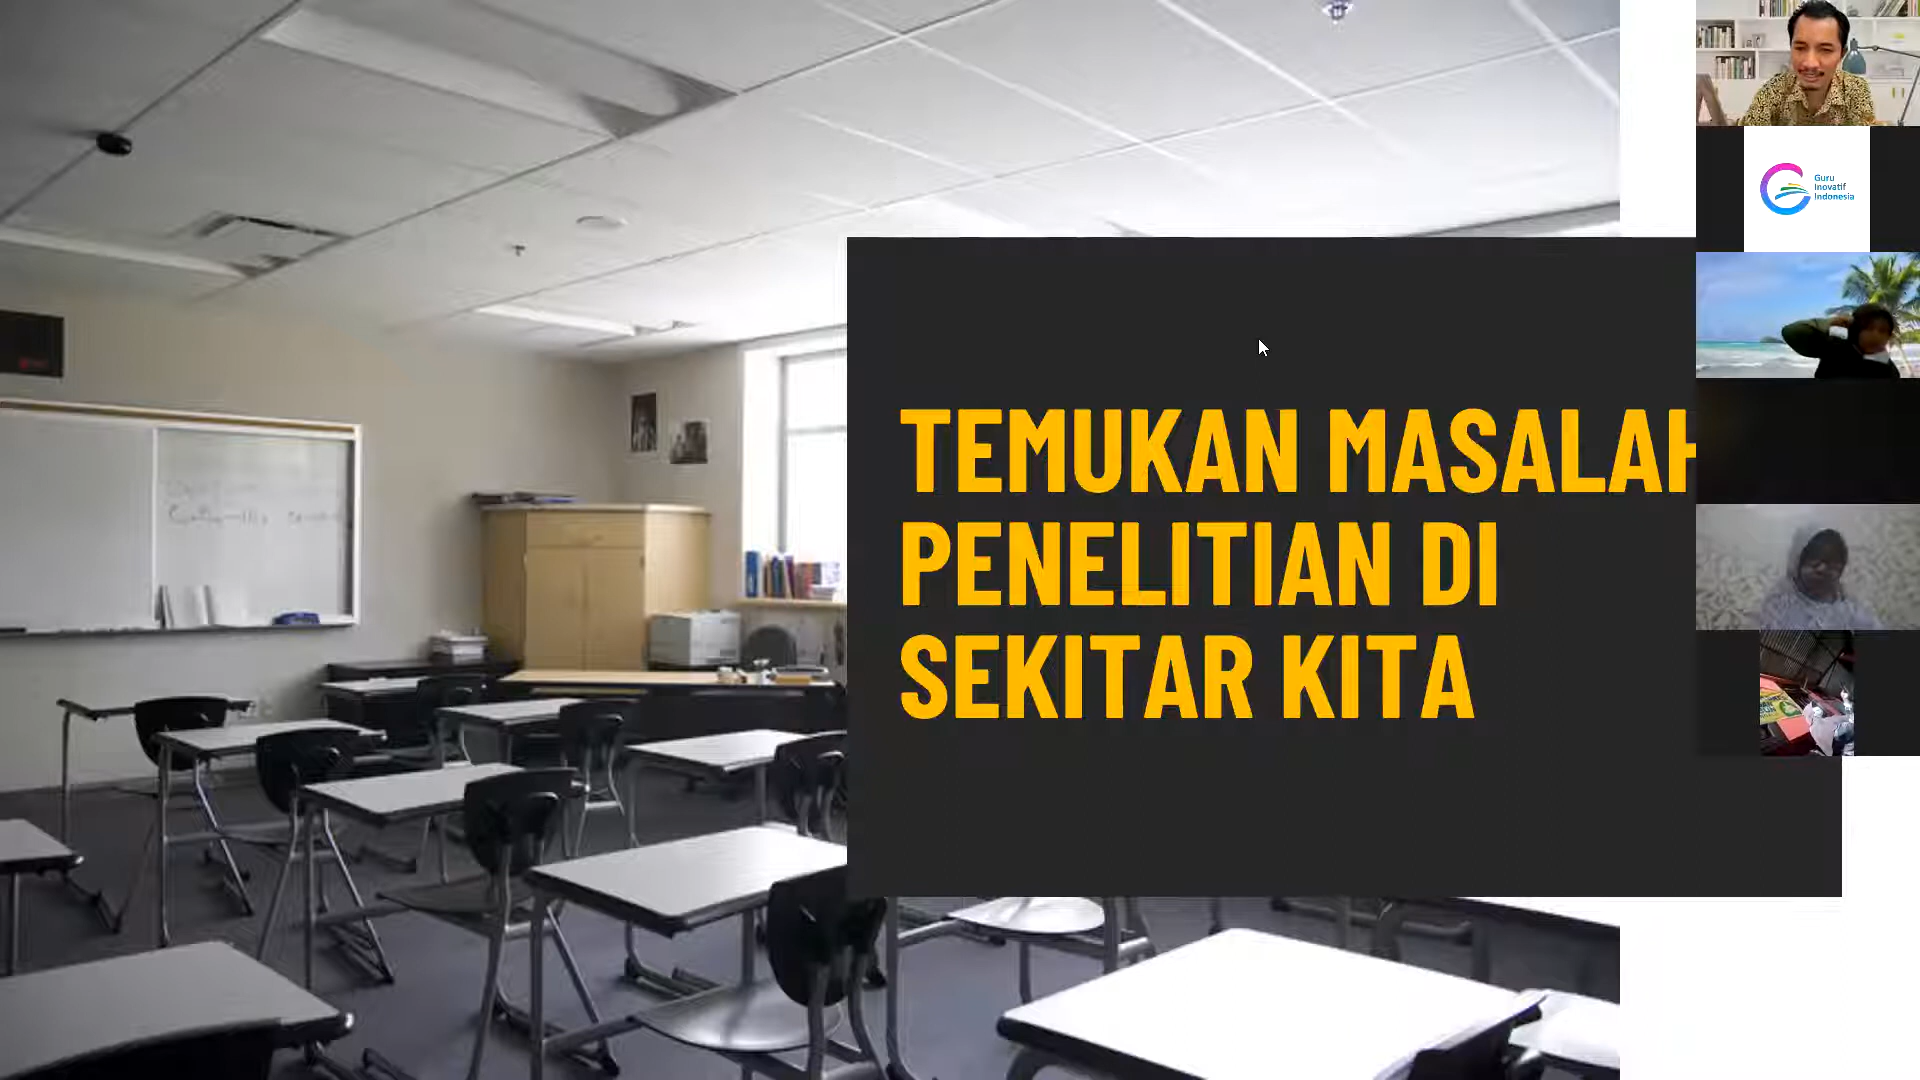 TEMUKAN MASALAH
PENELITIAN DI
SEKITAR KITA
Guru
Inovatif
Indonesia